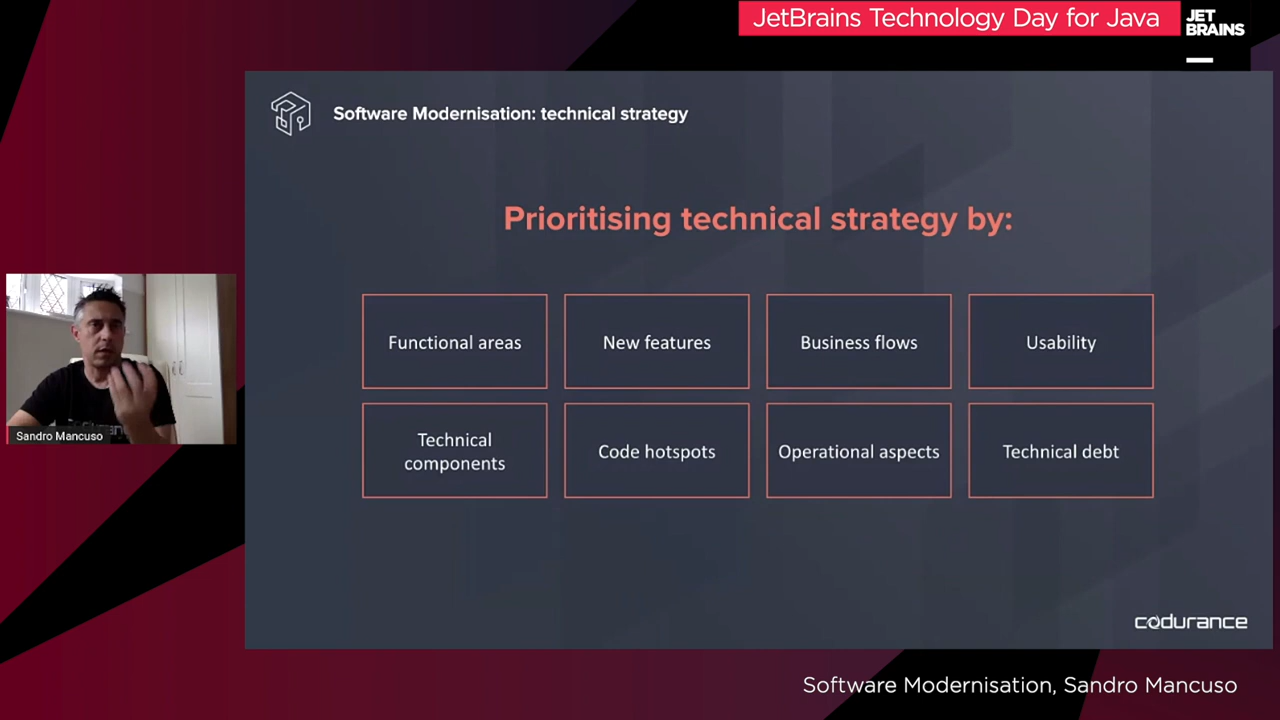 JetBrains Technology Day for Java
JET
BRAINS
Software Modernisation: technical strategy
Prioritising technical strategy by:
Functional areas
New features
Business flows
Usability
Technical
components
Code hotspots
Operational aspects
Technical debt
Sandro Mancuso
codurance
Software Modernisation, Sandro Mancuso